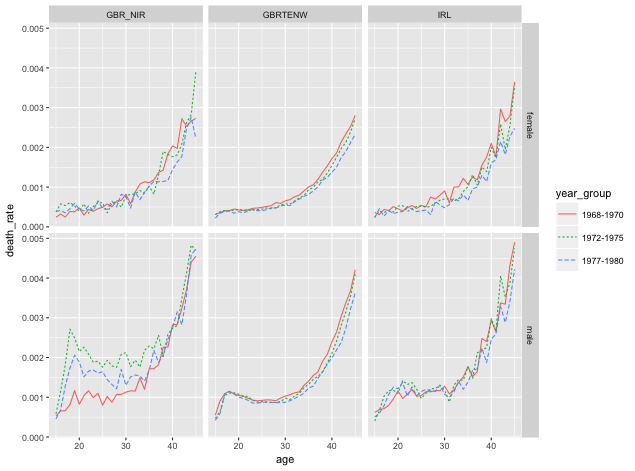 GBR_NIR GBRTENW IRL
0.005
0.004
0.003
0.002
0.001
0.000
female
0.005
0.004
0.003
0.002
0.001
0.000
male
death_rate
20 30 40 20 30 40 20 30 40
age
year_group
1968-1970
1972-1975
1977-1980